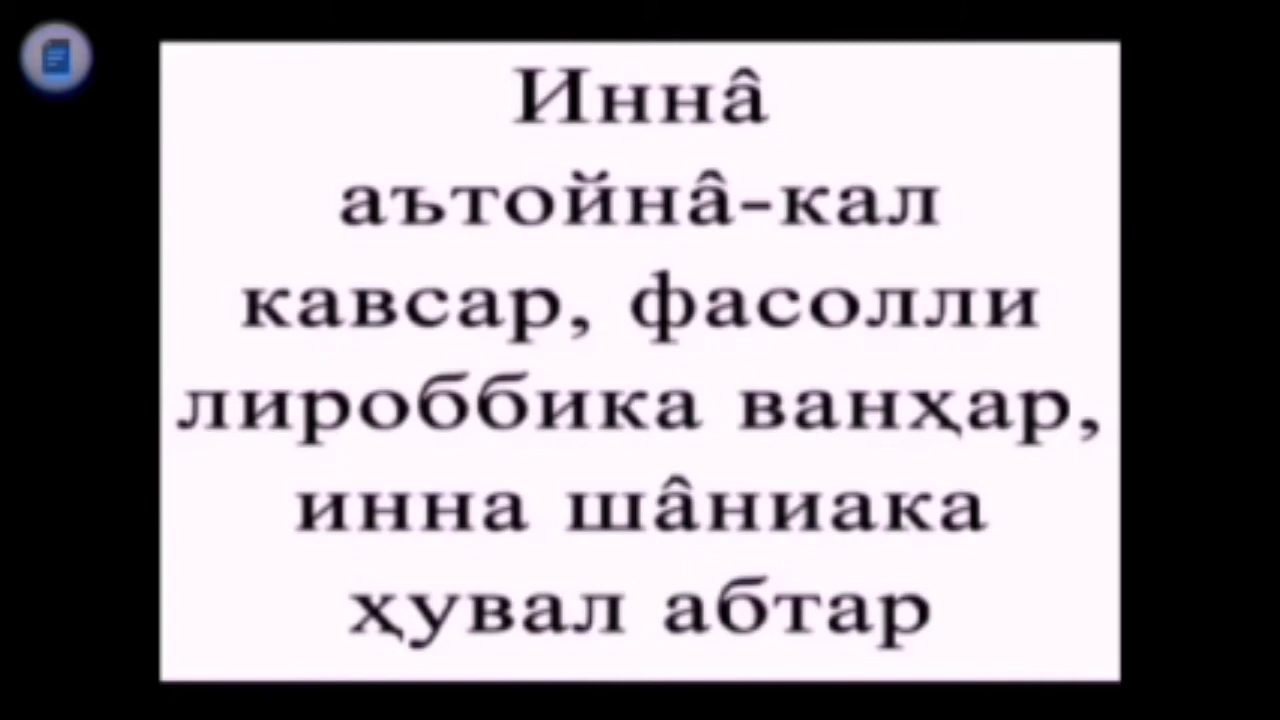 Иннâ
аътойнâ-кал
кавсар, фасолли
лироббика ванҳар,
инна шâниака
ҳувал абтар